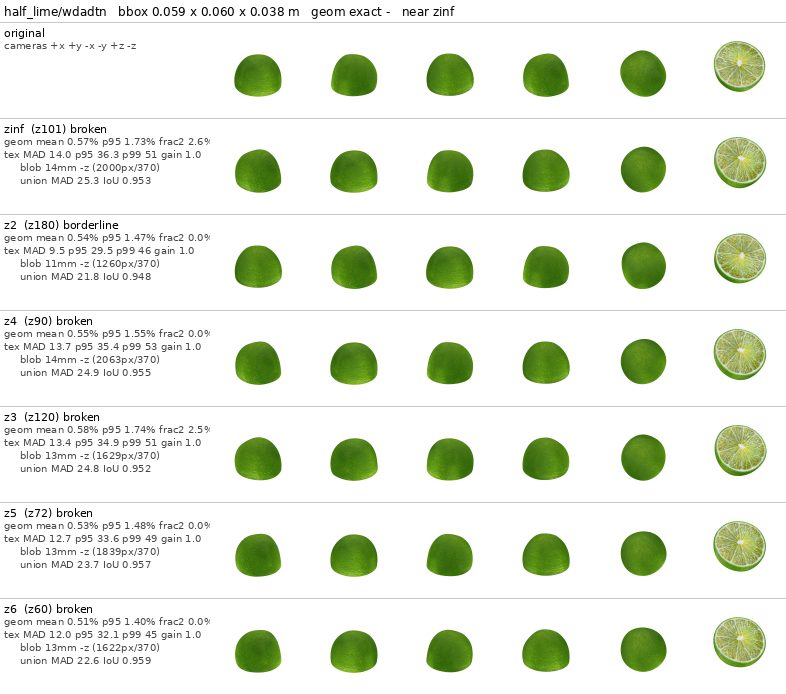 half_lime/wdadtn   bbox 0.059 x 0.060 x 0.038 m   geom exact -   near zinf
original
cameras +x +y -x -y +z -z
zinf  (z101) broken
geom mean 0.57% p95 1.73% frac2 2.6%
tex MAD 14.0 p95 36.3 p99 51 gain 1.0
blob 14mm -z (2000px/370)
union MAD 25.3 IoU 0.953
z2  (z180) borderline
geom mean 0.54% p95 1.47% frac2 0.0%
tex MAD 9.5 p95 29.5 p99 46 gain 1.0
blob 11mm -z (1260px/370)
union MAD 21.8 IoU 0.948
z4  (z90) broken
geom mean 0.55% p95 1.55% frac2 0.0%
tex MAD 13.7 p95 35.4 p99 53 gain 1.0
blob 14mm -z (2063px/370)
union MAD 24.9 IoU 0.955
z3  (z120) broken
geom mean 0.58% p95 1.74% frac2 2.5%
tex MAD 13.4 p95 34.9 p99 51 gain 1.0
blob 13mm -z (1629px/370)
union MAD 24.8 IoU 0.952
z5  (z72) broken
geom mean 0.53% p95 1.48% frac2 0.0%
tex MAD 12.7 p95 33.6 p99 49 gain 1.0
blob 13mm -z (1839px/370)
union MAD 23.7 IoU 0.957
z6  (z60) broken
geom mean 0.51% p95 1.40% frac2 0.0%
tex MAD 12.0 p95 32.1 p99 45 gain 1.0
blob 13mm -z (1622px/370)
union MAD 22.6 IoU 0.959